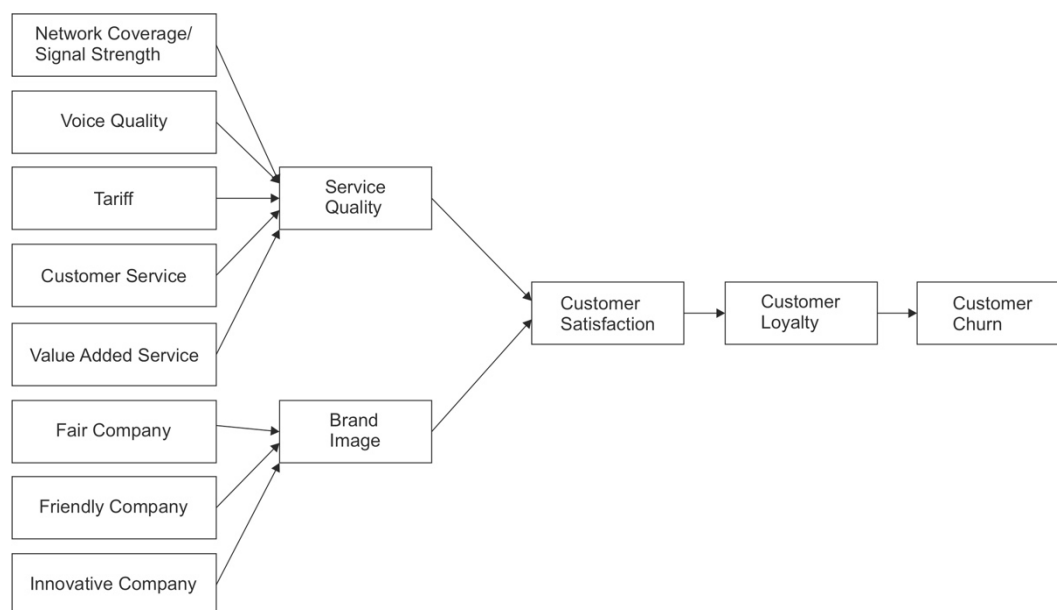 Network Coverage/
Signal Strength
Voice Quality
Tariff
Customer Service
Value Added Service
Fair Company
Friendly Company
Innovative Company
Service
Quality
Brand
Image
Customer
Satisfaction
Customer
Loyalty
Customer
Churn